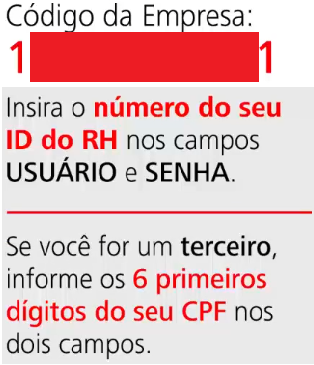 Código da Empresa:
1 1
Insira o número do seu
ID do RH nos campos
USUÁRIO e SENHA.
Se você for um terceiro,
informe os 6 primeiros
dígitos do seu CPF nos
dois campos.